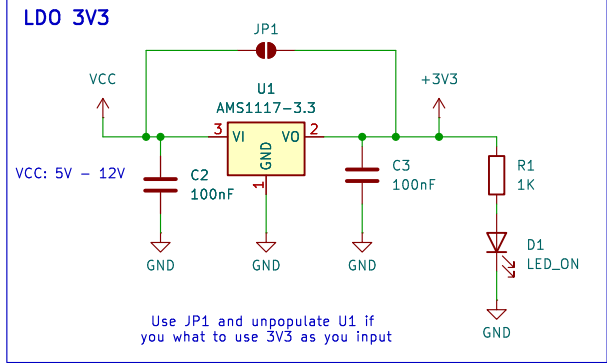 LDO 3V3
JP1
VCC
U1
+3V3
AMS1117-3.3
3 VI VO 2
GND
1
VCC: 5V - 12V
C2
100nF
C3
100nF
R1
1K
D1
LED_ON
GND
GND
GND
GND
Use JP1 and unpopulate U1 if
you what to use 3V3 as you input